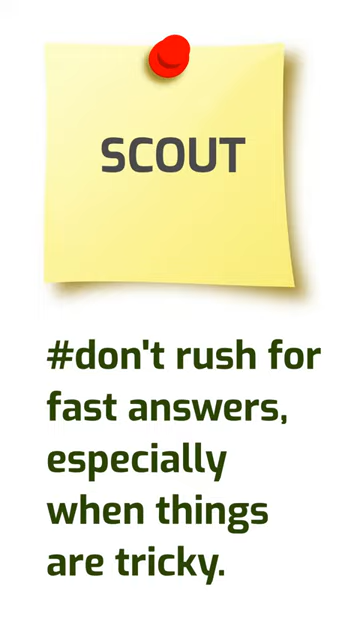 SCOUT
#don't rush for
fast answers,
especially
when things
are tricky.